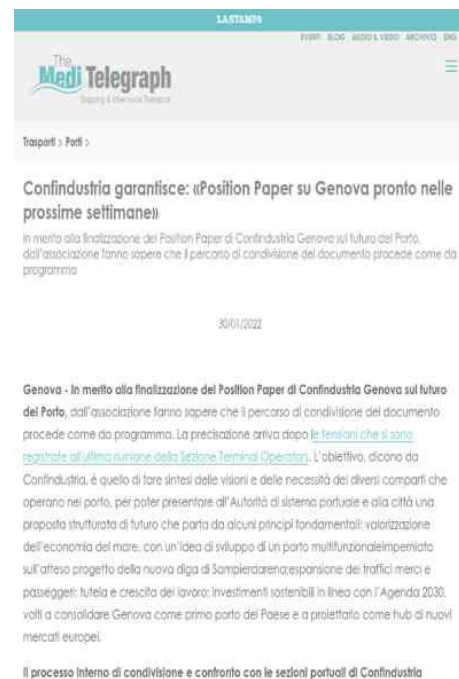 LA STAMPA
EVENTI BLOG AUDIO & VIDEO ARCHIVIO ENG
The
Medi Telegraph
Shipping & Intermodal Transport
Trasporti > Porti >
Confindustria garantisce: «Position Paper su Genova pronto nelle
prossime settimane»
In merito alla finalizzazione del Position Paper di Confindustria Genova sul futuro del Porto,
dall'associazione fanno sapere che il percorso di condivisione del documento procede come da
programma
30/01/2022
Genova - In merito alla finalizzazione del Position Paper di Confindustria Genova sul futuro
del Porto, dall'associazione fanno sapere che il percorso di condivisione del documento
procede come da programma. La precisazione arriva dopo le tensioni che si sono
registrate all'ultima riunione della Sezione Terminal Operators. L'obiettivo, dicono da
Confindustria, è quello di fare sintesi delle visioni e delle necessità dei diversi comparti che
operano nel porto, per poter presentare all'Autorità di sistema portuale e alla città una
proposta strutturata di futuro che parta da alcuni principi fondamentali: valorizzazione
dell'economia del mare, con un'idea di sviluppo di un porto multifunzionaleimperniato
sull'atteso progetto della nuova diga di Sampierdarena;espansione dei traffici merci e
passeggeri; tutela e crescita del lavoro; investimenti sostenibili in linea con l'Agenda 2030,
volti a consolidare Genova come primo porto del Paese e a proiettarlo come hub di nuovi
mercati europei.
Il processo interno di condivisione e confronto con le sezioni portuali di Confindustria